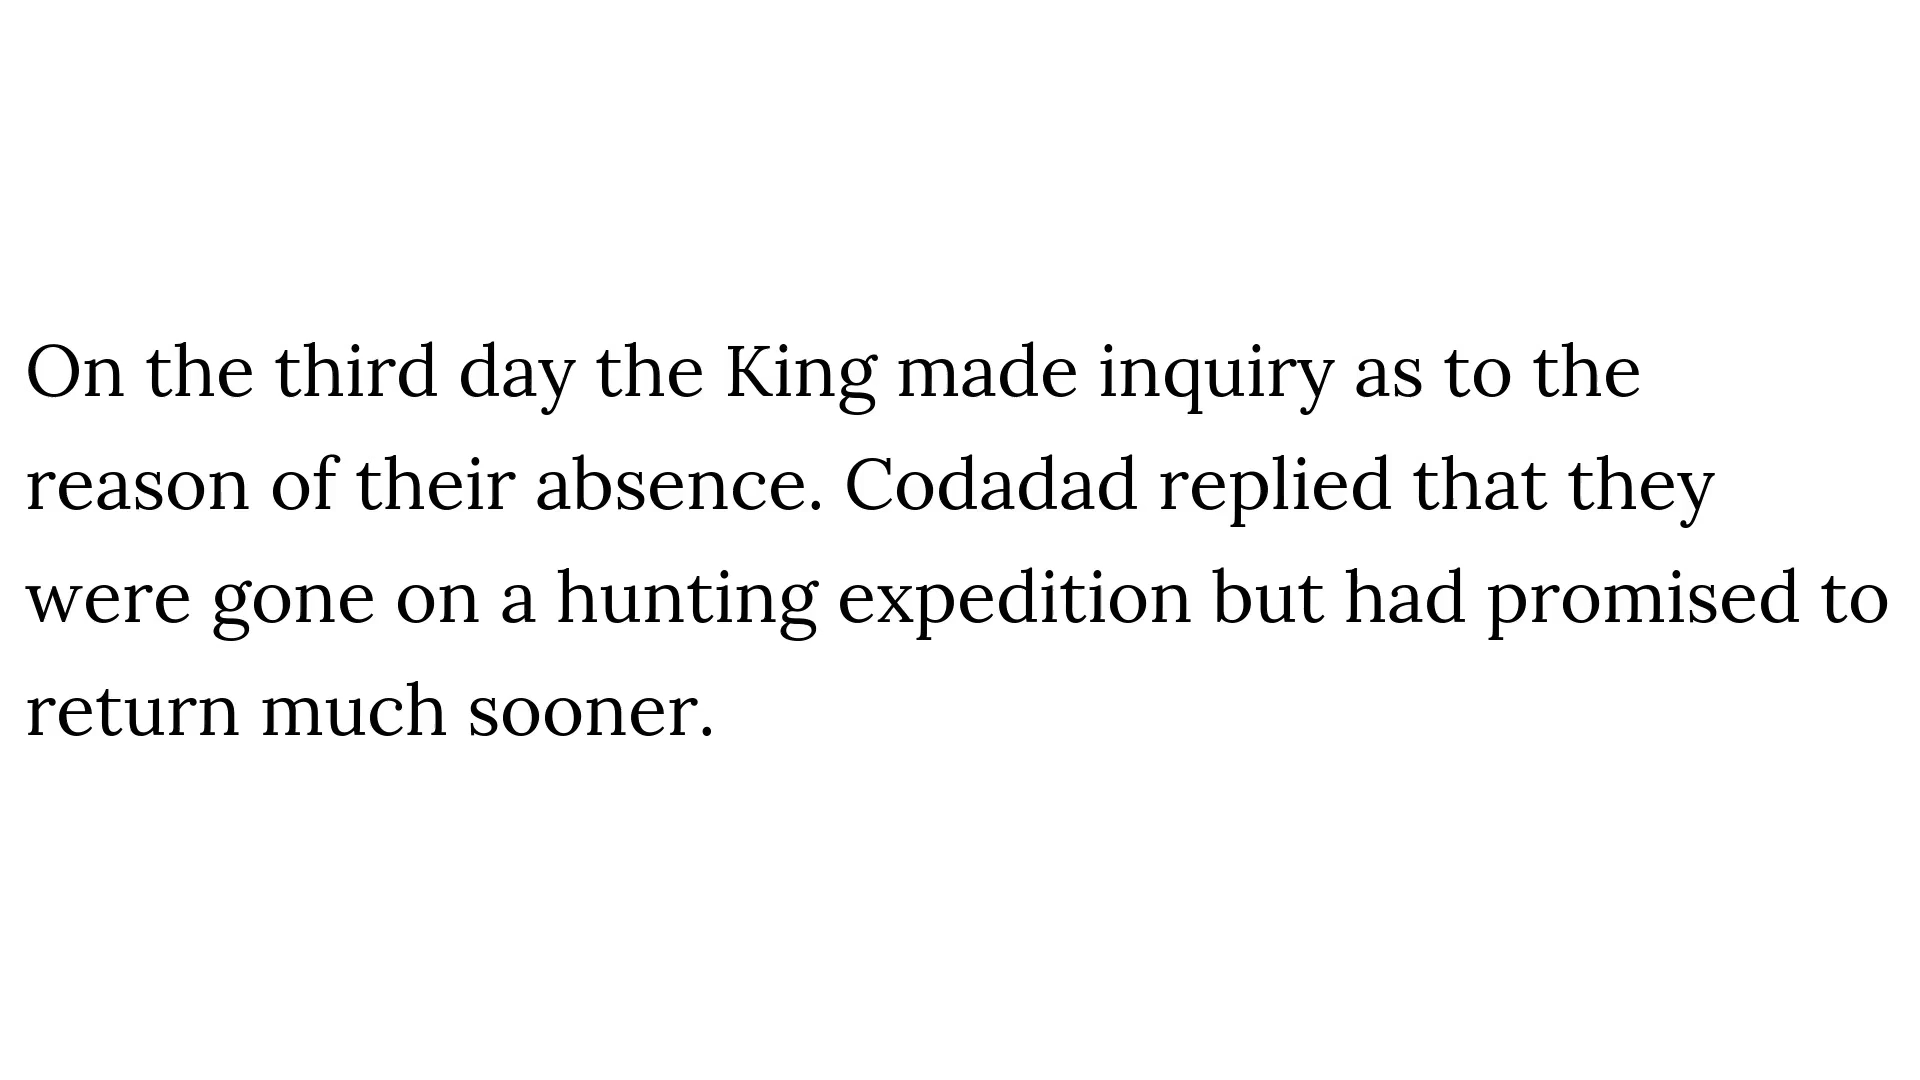 On the third day the King made inquiry as to the
reason of their absence. Codadad replied that they
were gone on a hunting expedition but had promised to
return much sooner.